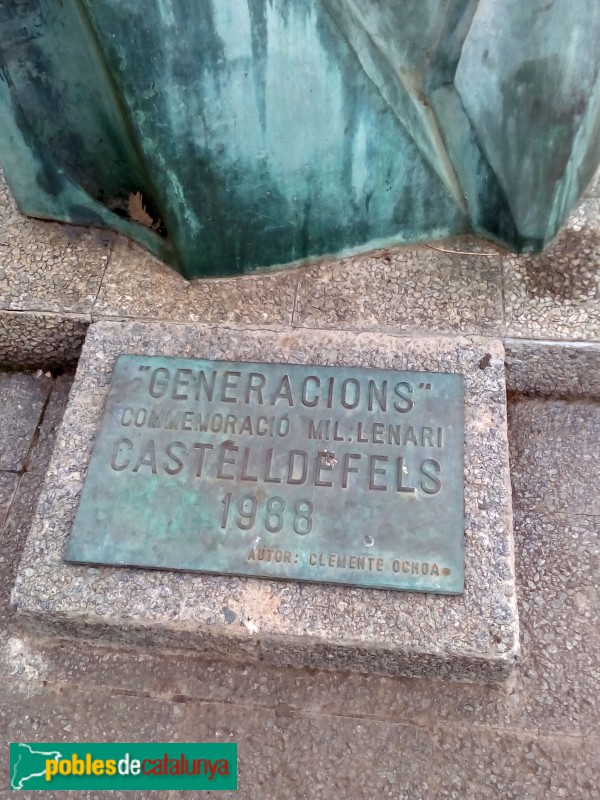 "GENERACIONS"
COMMEMORACIÓ MIL.LENARI
CASTELLDEFELS
1988
AUTOR: CLEMENTE OCHOA
poblesdecatalunya